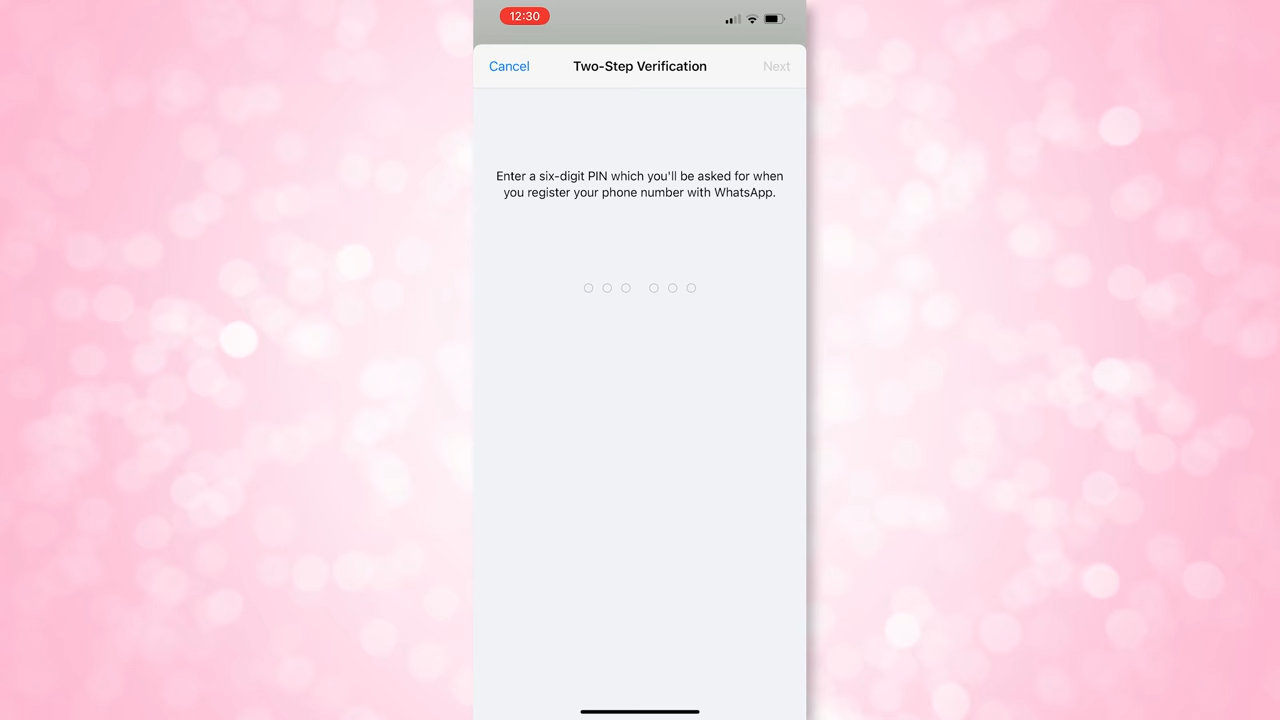 12:30
Cancel Two-Step Verification Next
Enter a six-digit PIN which you'll be asked for when
you register your phone number with WhatsApp.